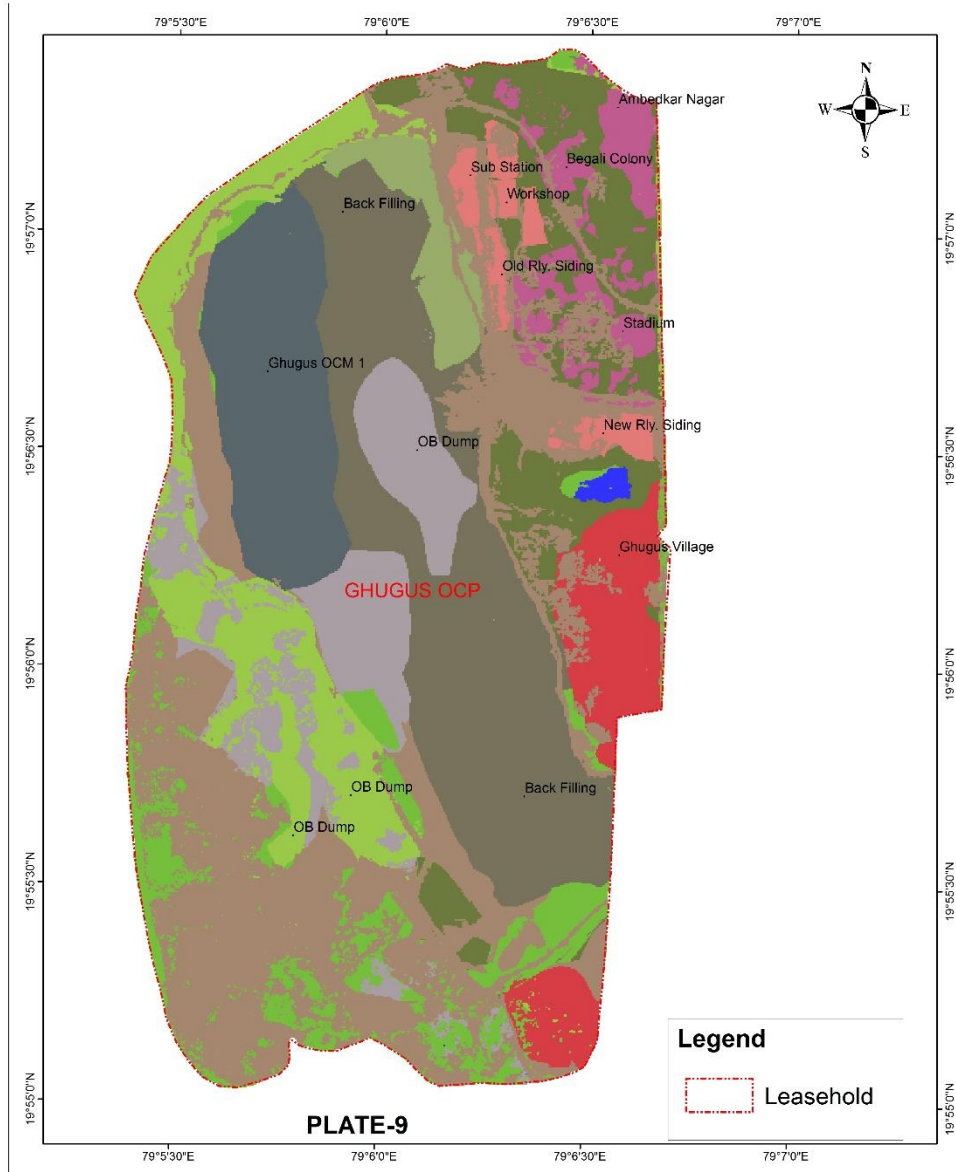 79°5'30"E
79°6'0"E
79°6'30"E
79°7'0"E
N
W
E
S
Ambedkar Nagar
Begali Colony
Sub Station
Workshop
Back Filling
19°57'0"N
19°57'0"N
Old Rly. Siding
Stadium
Ghugus OCM 1
New Rly. Siding
OB Dump
19°56'30"N
19°56'30"N
Ghugus Village
GHUGUS OCP
19°56'0"N
19°56'0"N
OB Dump
Back Filling
OB Dump
19°55'30"N
19°55'30"N
Legend
Leasehold
19°55'0"N
19°55'0"N
PLATE-9
79°5'30"E
79°6'0"E
79°6'30"E
79°7'0"E